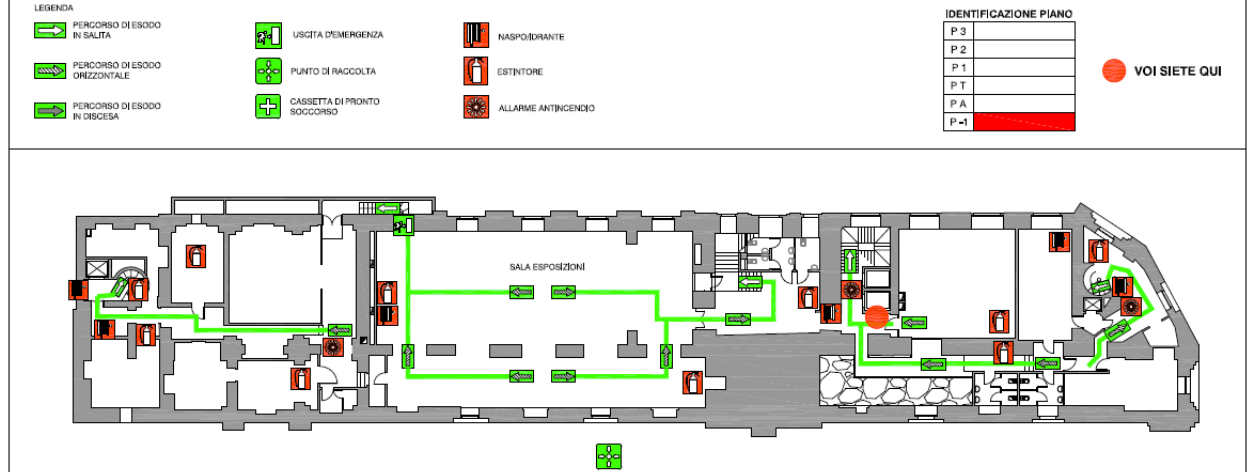 LEGENDA
PERCORSO DI ESODO
IN SALITA
PERCORSO DI ESODO
ORIZZONTALE
PERCORSO DI ESODO
IN DISCESA
USCITA D'EMERGENZA
PUNTO DI RACCOLTA
CASSETTA DI PRONTO
SOCCORSO
NASPO/IDRANTE
ESTINTORE
ALLARME ANTINCENDIO
IDENTIFICAZIONE PIANO
P 3
P 2
P 1
P T
P A
P -1
VOI SIETE QUI
SALA ESPOSIZIONI